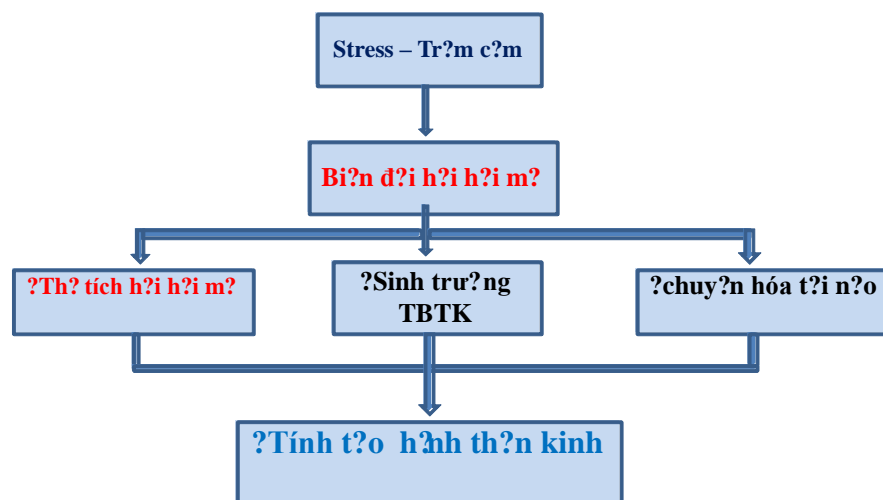 Stress – Tr?m c?m
Bi?n đ?i h?i h?i m?
?Th? tích h?i h?i m?
?Sinh trư?ng
TBTK
?chuy?n hóa t?i n?o
?Tính t?o h?nh th?n kinh